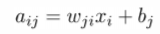 a_{ij} = w_{ji}x_i + b_j